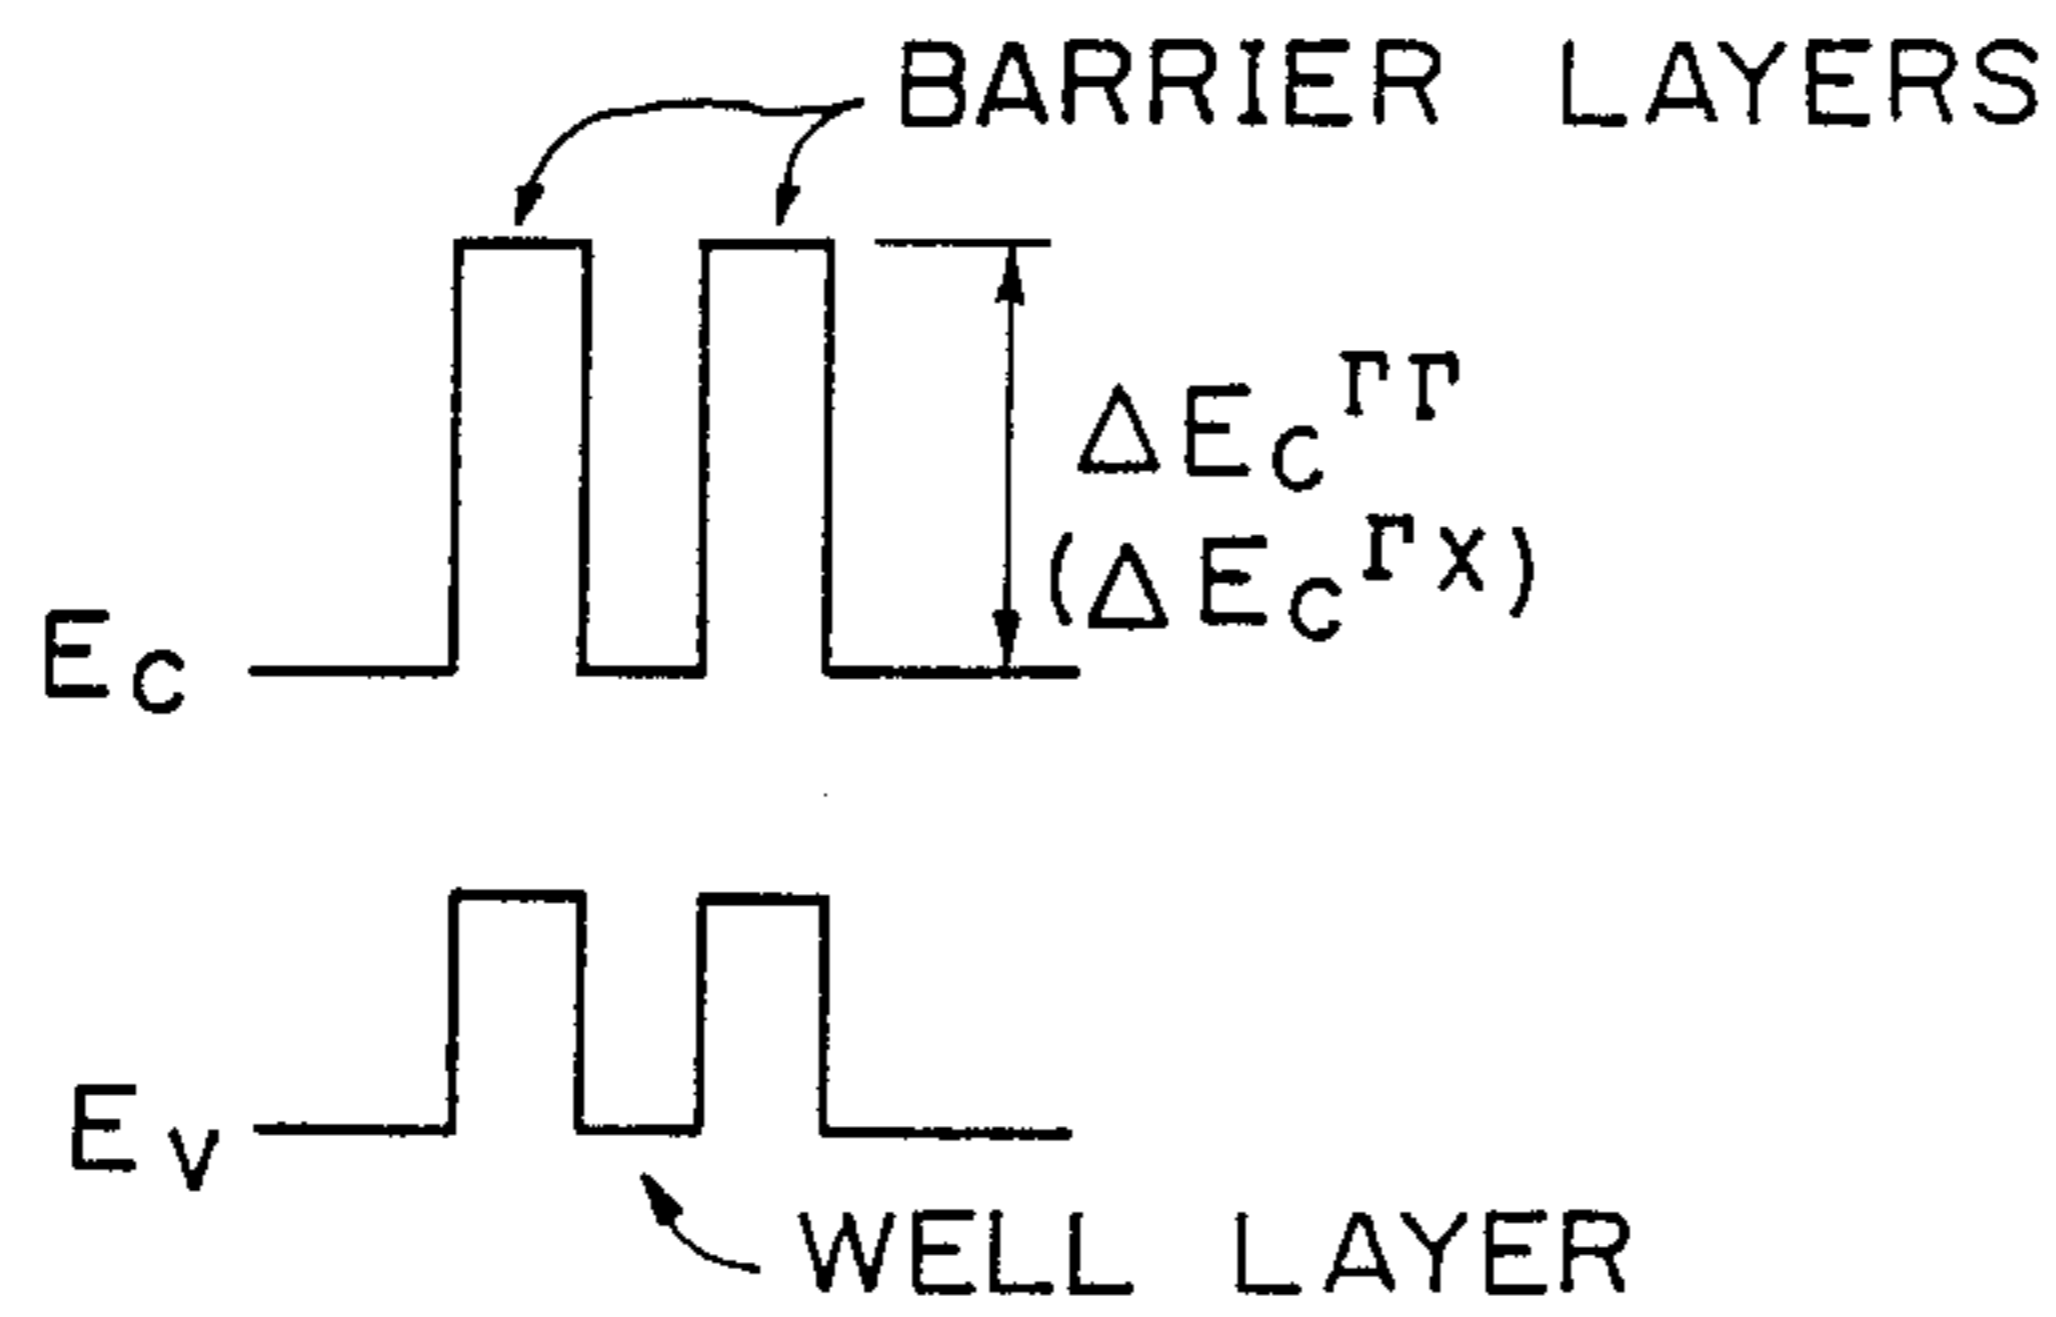 BARRIER LAYERS
ΔEC^ΓΓ
(ΔEC^ΓX)
EC
EV
WELL LAYER